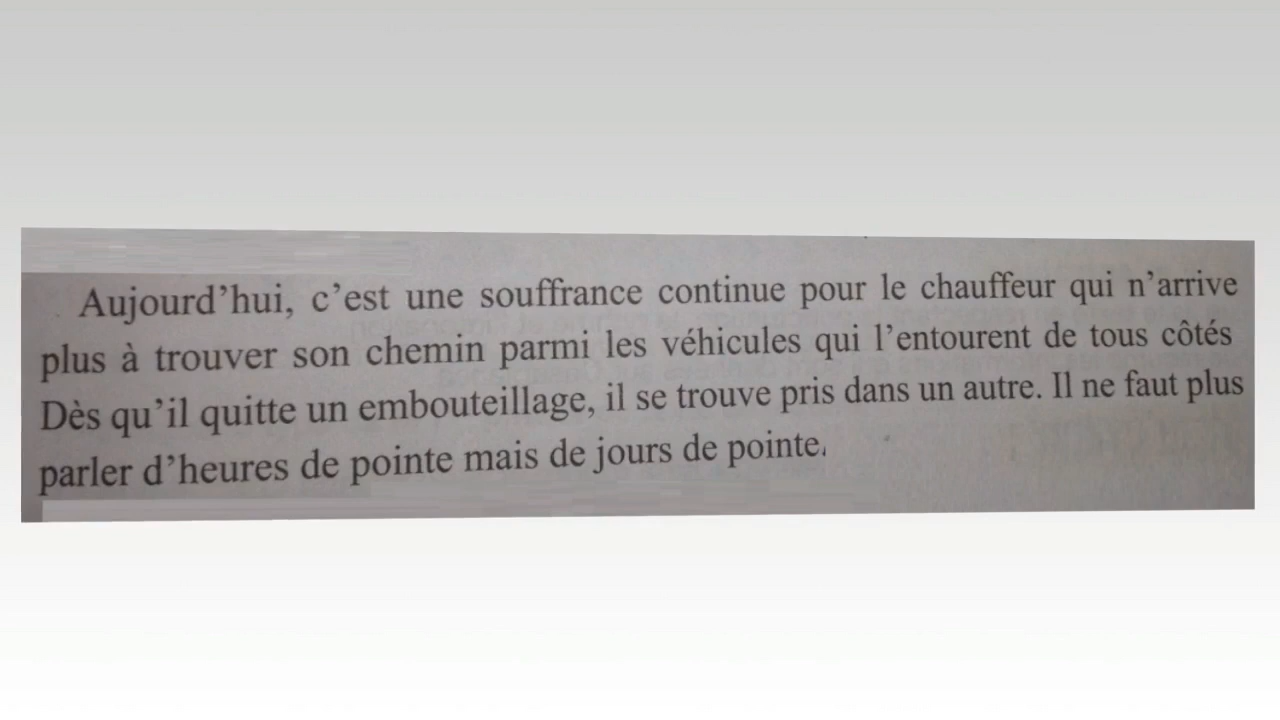 Aujourd'hui, c'est une souffrance continue pour le chauffeur qui n'arrive
plus à trouver son chemin parmi les véhicules qui l'entourent de tous côtés
Dès qu'il quitte un embouteillage, il se trouve pris dans un autre. Il ne faut plus
parler d'heures de pointe mais de jours de pointe.